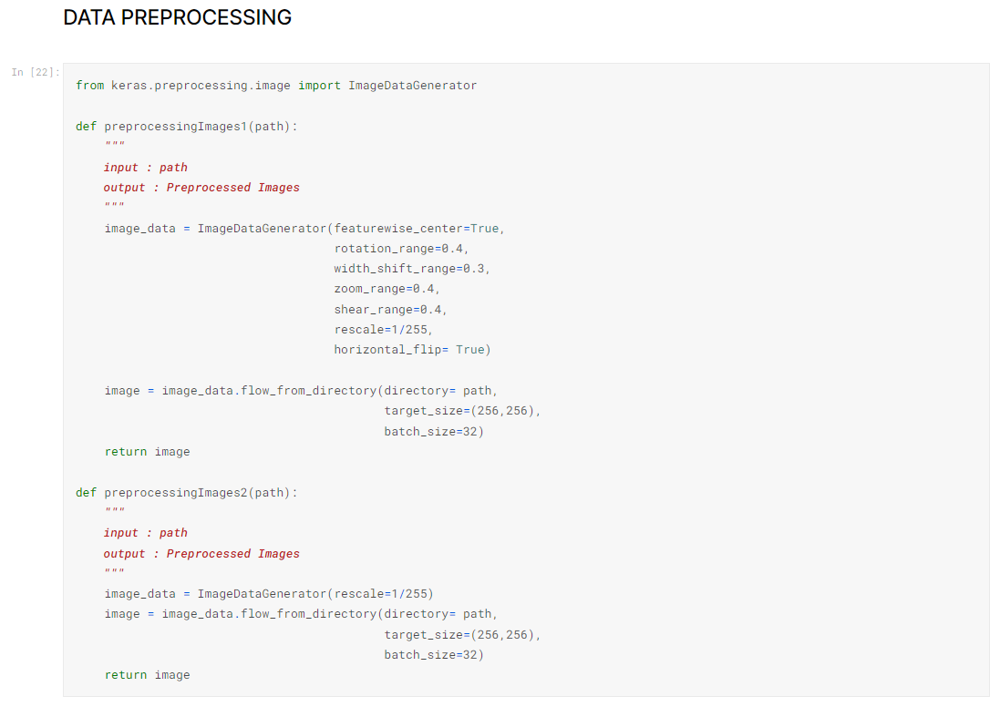 DATA PREPROCESSING
In [22]:
from keras.preprocessing.image import ImageDataGenerator
def preprocessingImages1(path):
"""
input : path
output : Preprocessed Images
"""
image_data = ImageDataGenerator(featurewise_center=True,
rotation_range=0.4,
width_shift_range=0.3,
zoom_range=0.4,
shear_range=0.4,
rescale=1/255,
horizontal_flip= True)
image = image_data.flow_from_directory(directory= path,
target_size=(256,256),
batch_size=32)
return image
def preprocessingImages2(path):
"""
input : path
output : Preprocessed Images
"""
image_data = ImageDataGenerator(rescale=1/255)
image = image_data.flow_from_directory(directory= path,
target_size=(256,256),
batch_size=32)
return image